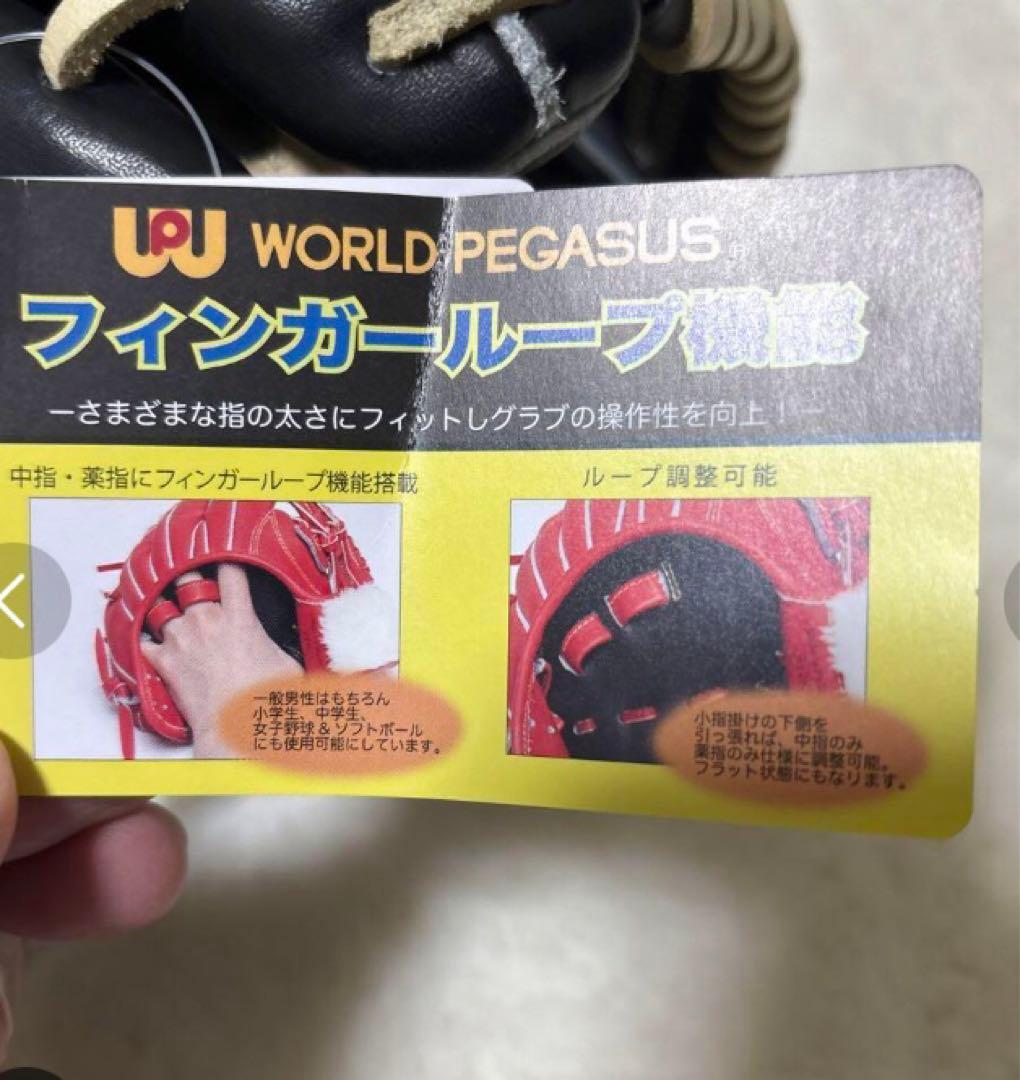 WPU WORLD PEGASUS®
フィンガーループ機能
ーさまざまな指の太さにフィットしグラブの操作性を向上!ー
中指・薬指にフィンガーループ機能搭載
一般男性はもちろん
小学生、中学生、
女子野球&ソフトボール
にも使用可能にしています。
ループ調整可能
小指掛けの下側を
引っ張れば、中指のみ
薬指のみ仕様に調整可能。
フラット状態にもなります。